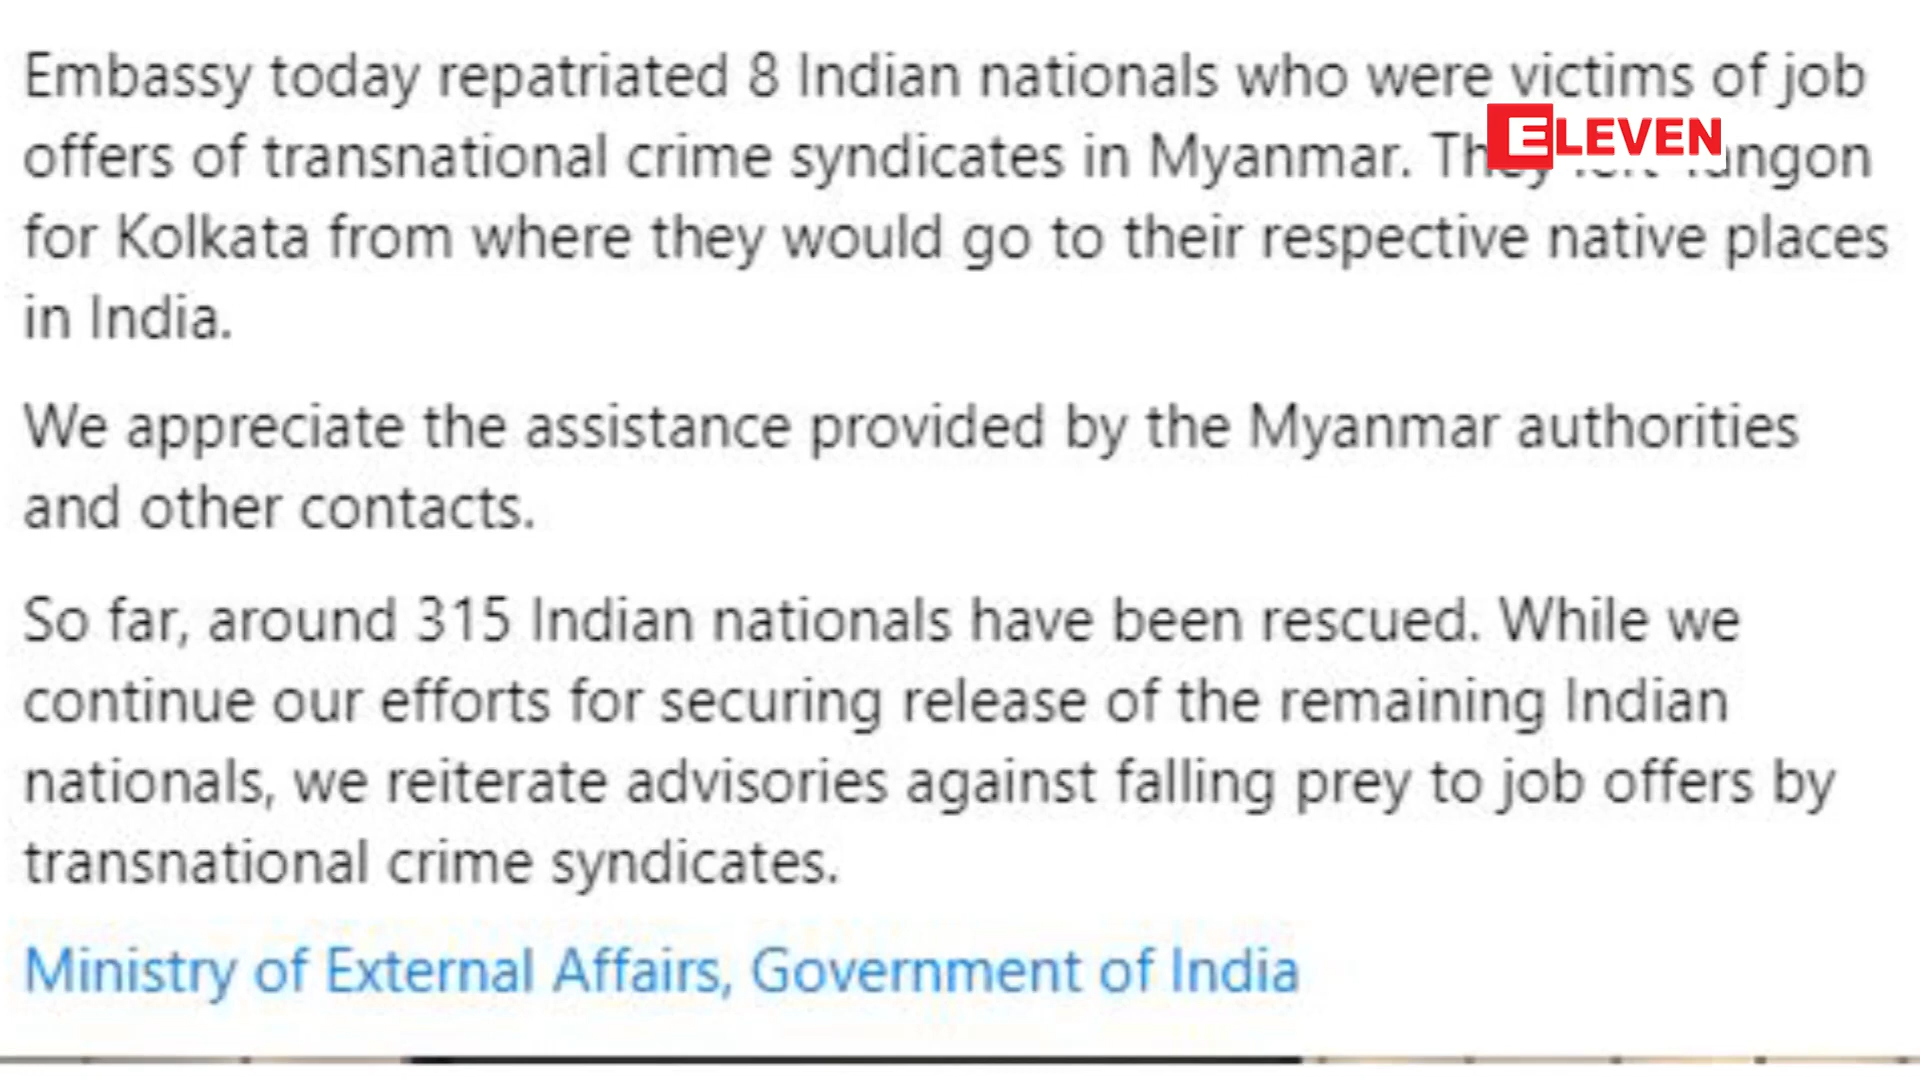 Embassy today repatriated 8 Indian nationals who were victims of job
offers of transnational crime syndicates in Myanmar. They
ELEVEN
for Kolkata from where they would go to their respective native places
in India.
We appreciate the assistance provided by the Myanmar authorities
and other contacts.
So far, around 315 Indian nationals have been rescued. While we
continue our efforts for securing release of the remaining Indian
nationals, we reiterate advisories against falling prey to job offers by
transnational crime syndicates.
Ministry of External Affairs, Government of India